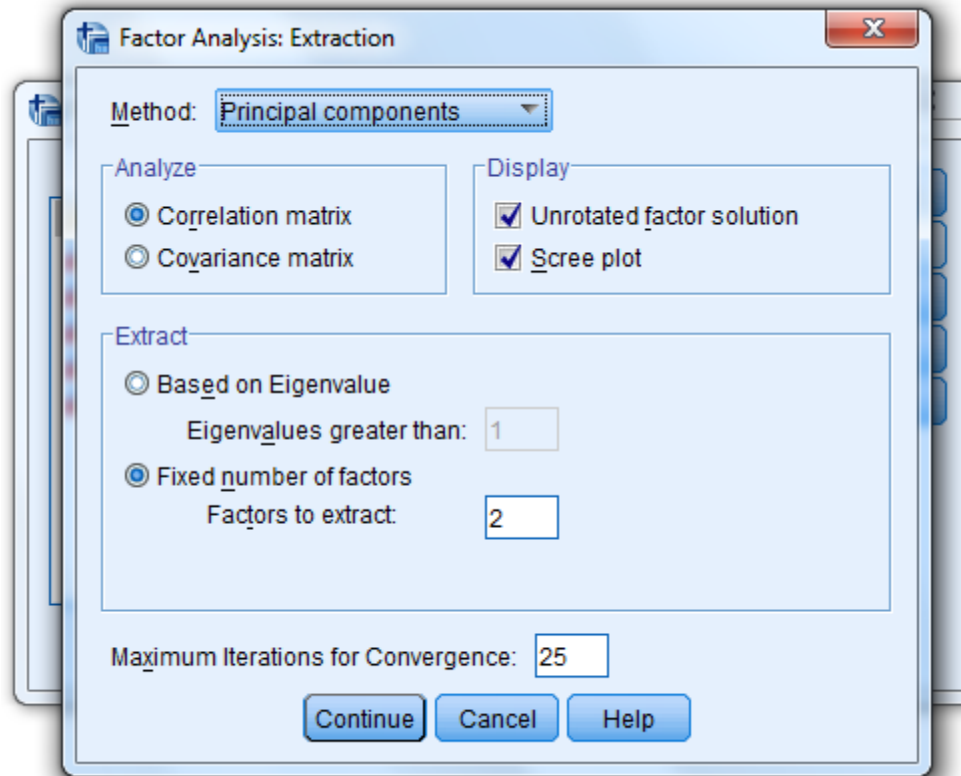 Factor Analysis: Extraction
Method: Principal components
Analyze
Correlation matrix
Covariance matrix
Display
Unrotated factor solution
Scree plot
Extract
Based on Eigenvalue
Eigenvalues greater than: 1
Fixed number of factors
Factors to extract: 2
Maximum Iterations for Convergence: 25
Continue Cancel Help